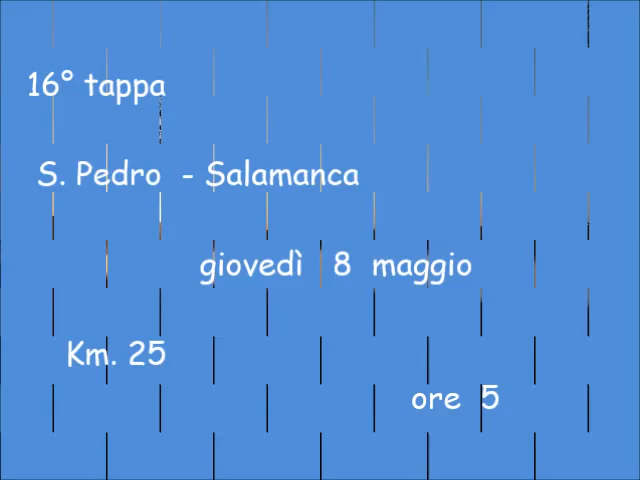 16° tappa
S. Pedro - Salamanca
giovedì 8 maggio
Km. 25
ore 5